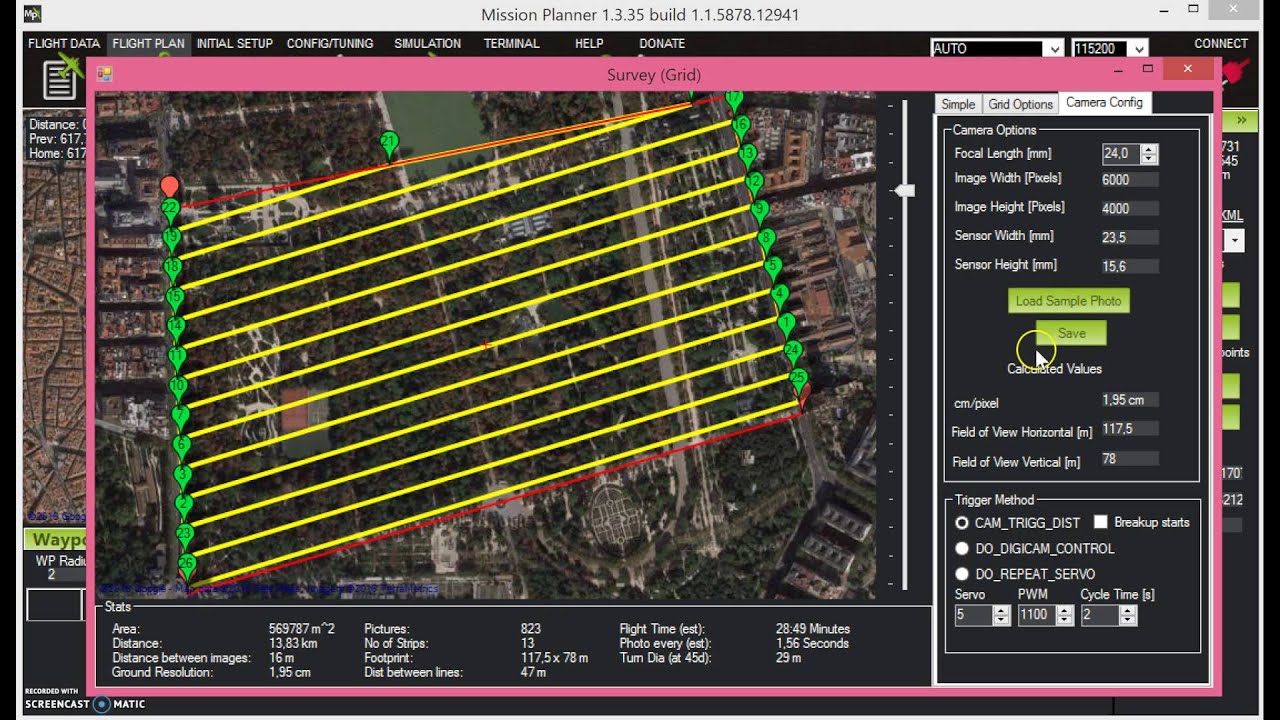 Mission Planner 1.3.35 build 1.1.5878.12941
FLIGHT DATA FLIGHT PLAN INITIAL SETUP CONFIG/TUNING SIMULATION TERMINAL HELP DONATE AUTO 115200 CONNECT
Survey (Grid)
Distance: 0
Prev: 617,
Home: 617
Simple Grid Options Camera Config
Camera Options
Focal Length [mm] 24,0
Image Width [Pixels] 6000
Image Height [Pixels] 4000
Sensor Width [mm] 23,5
Sensor Height [mm] 15,6
Load Sample Photo
Save
Calculated Values
cm/pixel 1,95 cm
Field of View Horizontal [m] 117,5
Field of View Vertical [m] 78
Trigger Method
CAM_TRIGG_DIST Breakup starts
DO_DIGICAM_CONTROL
DO_REPEAT_SERVO
Servo PWM Cycle Time [s]
5 1100 2
17
16
13
12
9
8
5
4
1
24
25
21
22
19
18
15
14
11
10
7
6
3
2
23
26
Waypo
WP Radiu
2
731
545
m
XML
s
points
170
212
Stats
Area: 569787 m^2 Pictures: 823 Flight Time (est): 28:49 Minutes
Distance: 13,83 km No of Strips: 13 Photo every (est): 1,56 Seconds
Distance between images: 16 m Footprint: 117,5 x 78 m Turn Dia (at 45d): 29 m
Ground Resolution: 1,95 cm Dist between lines: 47 m
RECORDED WITH
SCREENCAST MATIC